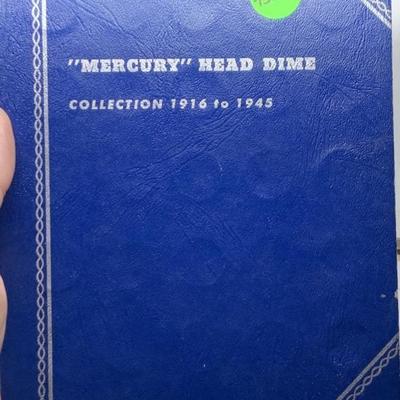 "MERCURY" HEAD DIME
COLLECTION 1916 to 1945